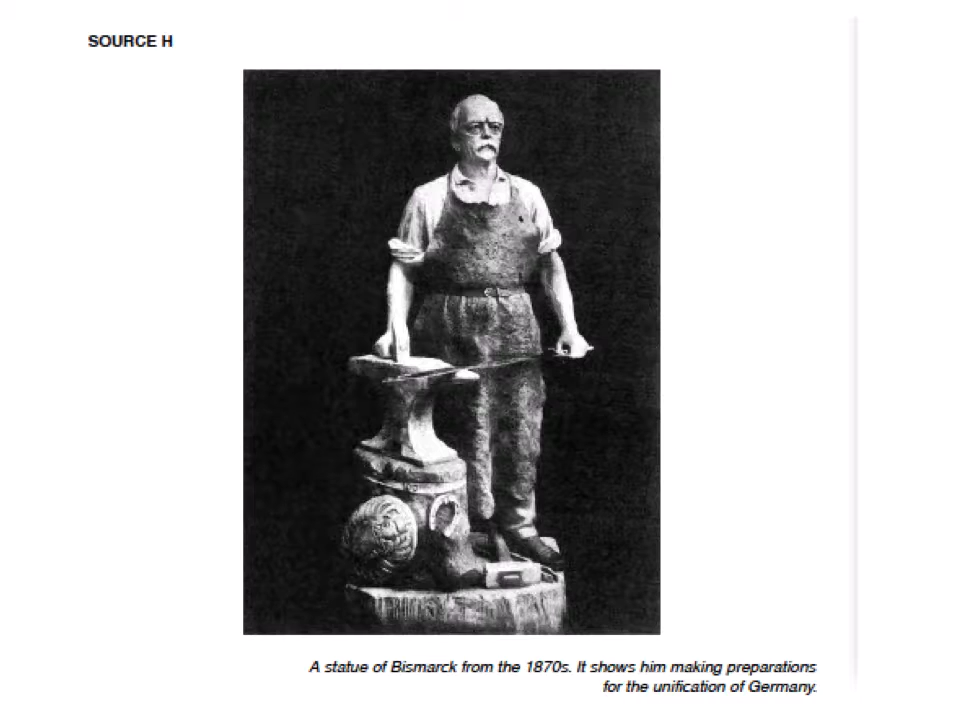 SOURCE H
A statue of Bismarck from the 1870s. It shows him making preparations
for the unification of Germany.